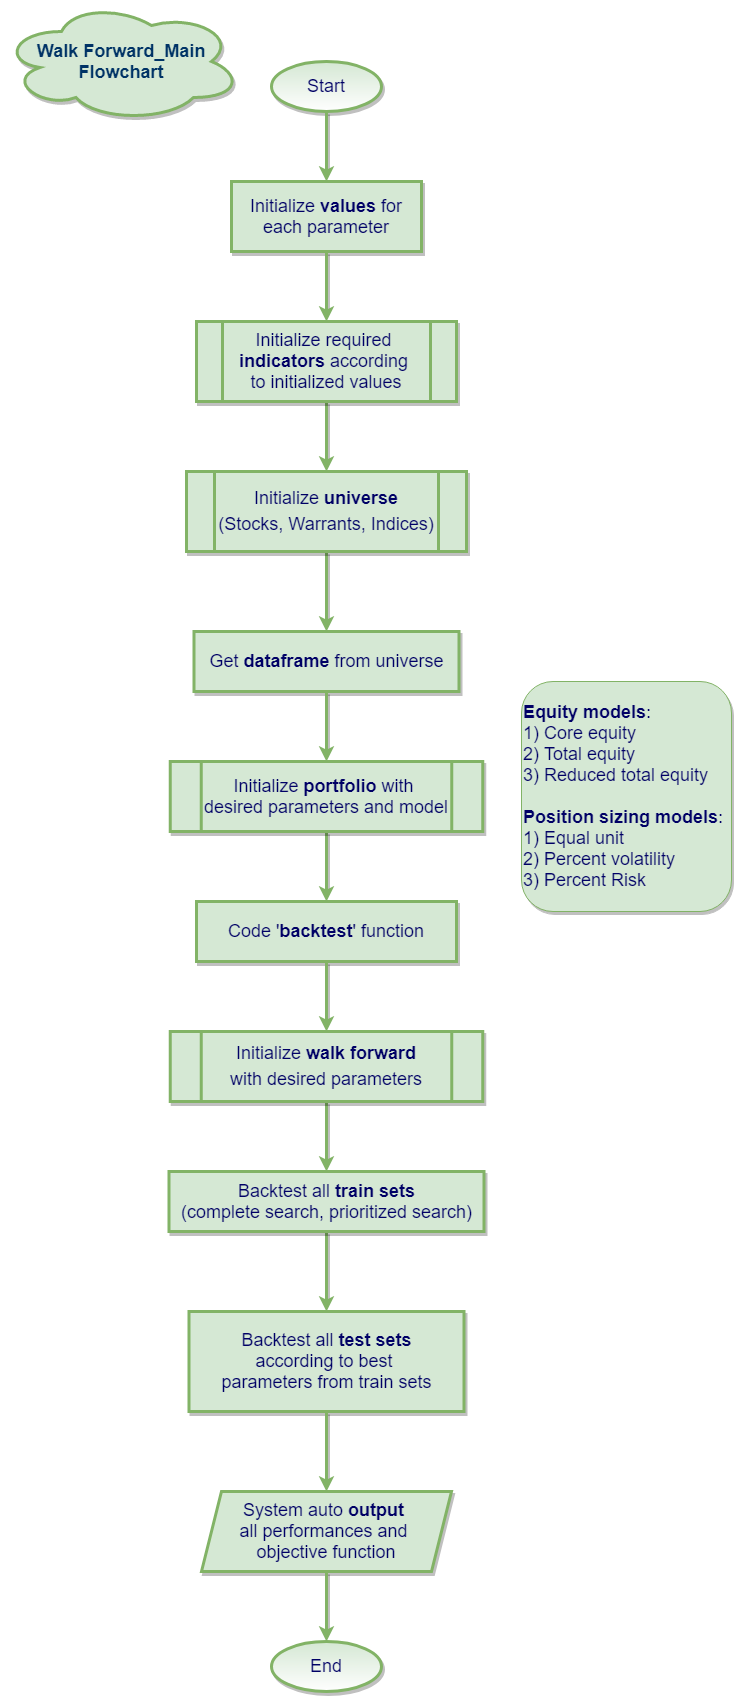 Walk Forward_Main
Flowchart
Start
Initialize values for
each parameter
Initialize required
indicators according
to initialized values
Initialize universe
(Stocks, Warrants, Indices)
Get dataframe from universe
Initialize portfolio with
desired parameters and model
Equity models:
1) Core equity
2) Total equity
3) Reduced total equity
Position sizing models:
1) Equal unit
2) Percent volatility
3) Percent Risk
Code 'backtest' function
Initialize walk forward
with desired parameters
Backtest all train sets
(complete search, prioritized search)
Backtest all test sets
according to best
parameters from train sets
System auto output
all performances and
objective function
End